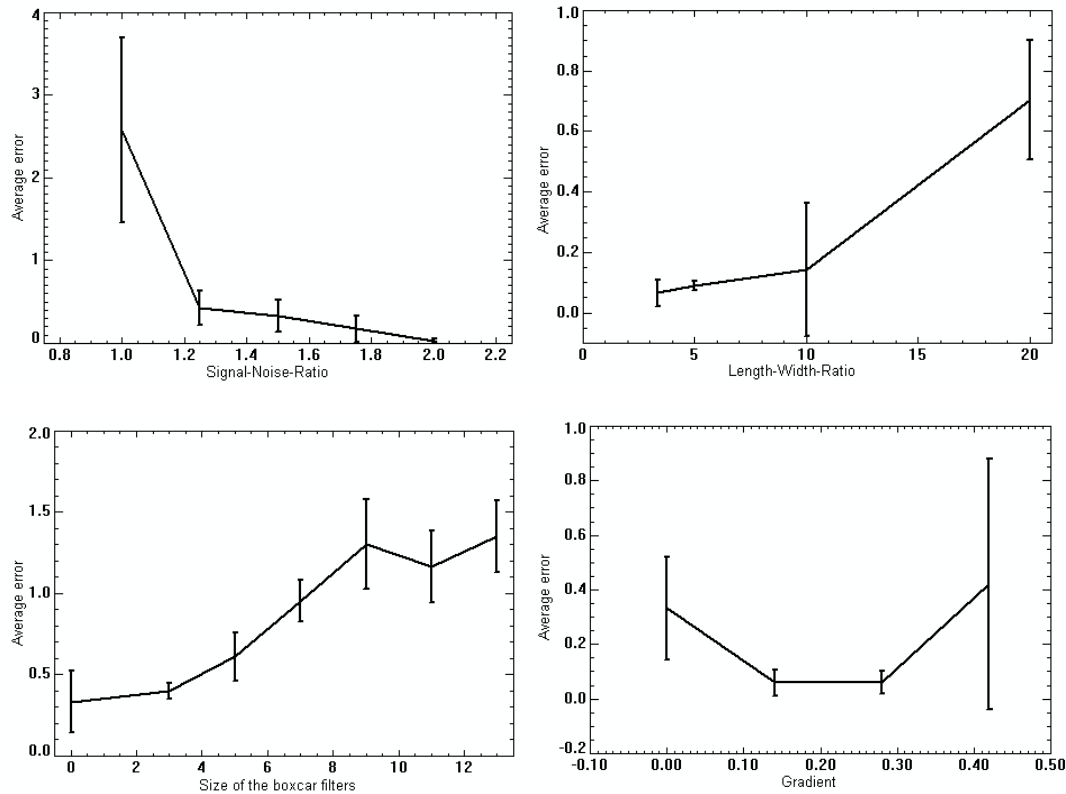 4
3
2
1
0
Average error
0.8 1.0 1.2 1.4 1.6 1.8 2.0 2.2
Signal-Noise-Ratio
1.0
0.8
0.6
0.4
0.2
0.0
Average error
0 5 10 15 20
Length-Width-Ratio
2.0
1.5
1.0
0.5
0.0
Average error
0 2 4 6 8 10 12
Size of the boxcar filters
1.0
0.8
0.6
0.4
0.2
0.0
-0.2
Average error
-0.10 0.00 0.10 0.20 0.30 0.40 0.50
Gradient